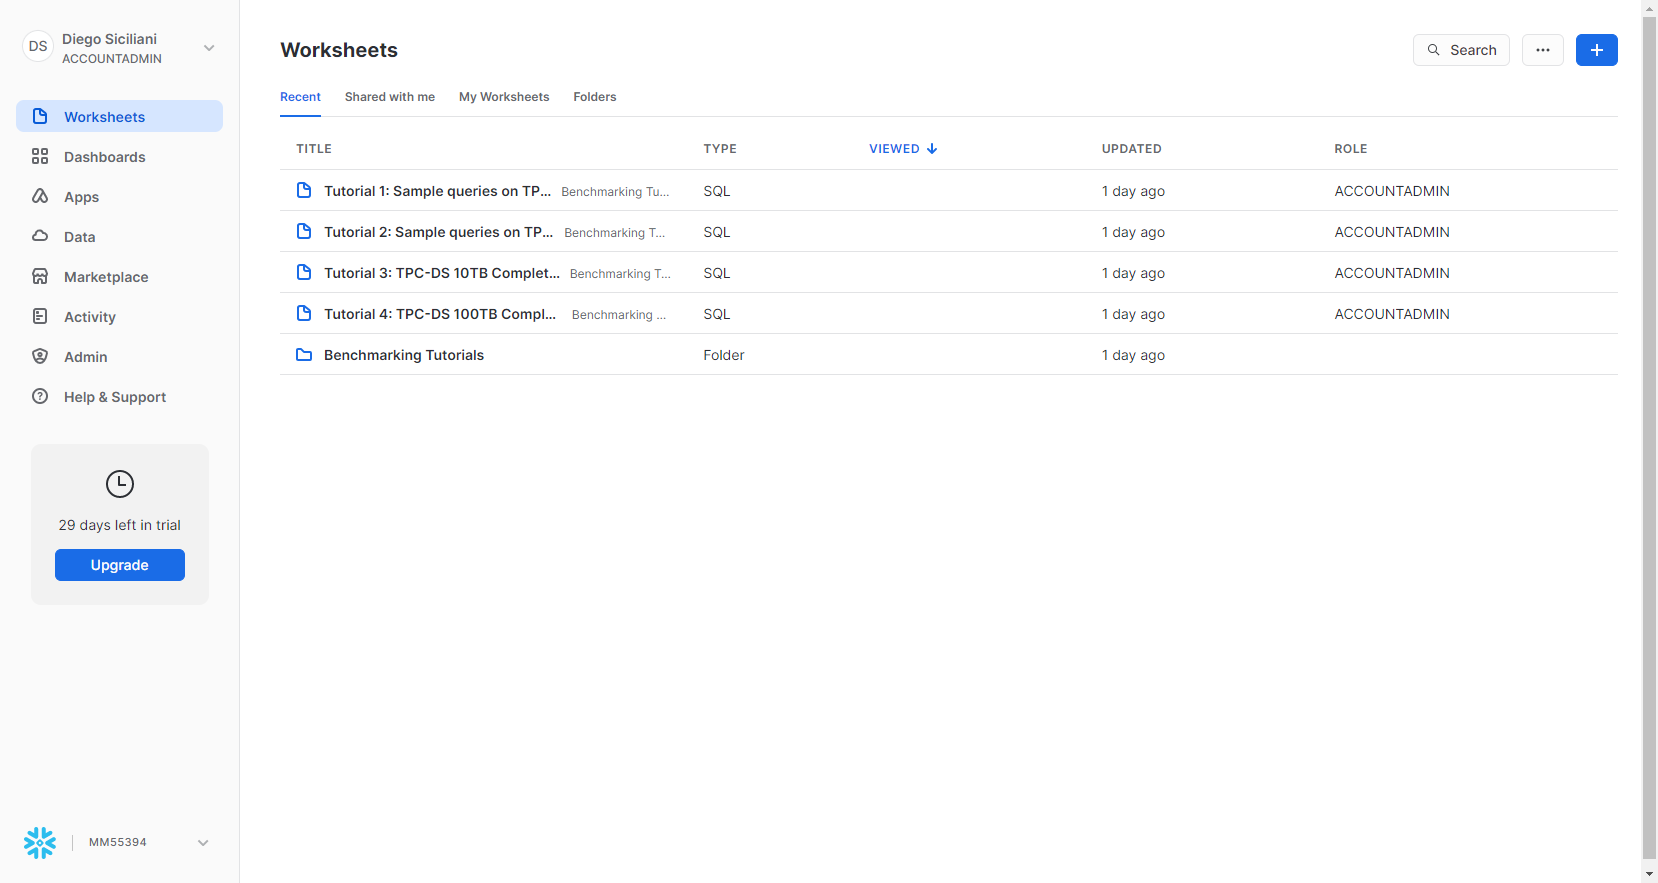 DS
Diego Siciliani
ACCOUNTADMIN
Worksheets
Dashboards
Apps
Data
Marketplace
Activity
Admin
Help & Support
29 days left in trial
Upgrade
MM55394
Worksheets
Search
Recent Shared with me My Worksheets Folders
TITLE TYPE VIEWED UPDATED ROLE
Tutorial 1: Sample queries on TP... Benchmarking Tu... SQL 1 day ago ACCOUNTADMIN
Tutorial 2: Sample queries on TP... Benchmarking T... SQL 1 day ago ACCOUNTADMIN
Tutorial 3: TPC-DS 10TB Complet... Benchmarking T... SQL 1 day ago ACCOUNTADMIN
Tutorial 4: TPC-DS 100TB Compl... Benchmarking ... SQL 1 day ago ACCOUNTADMIN
Benchmarking Tutorials Folder 1 day ago